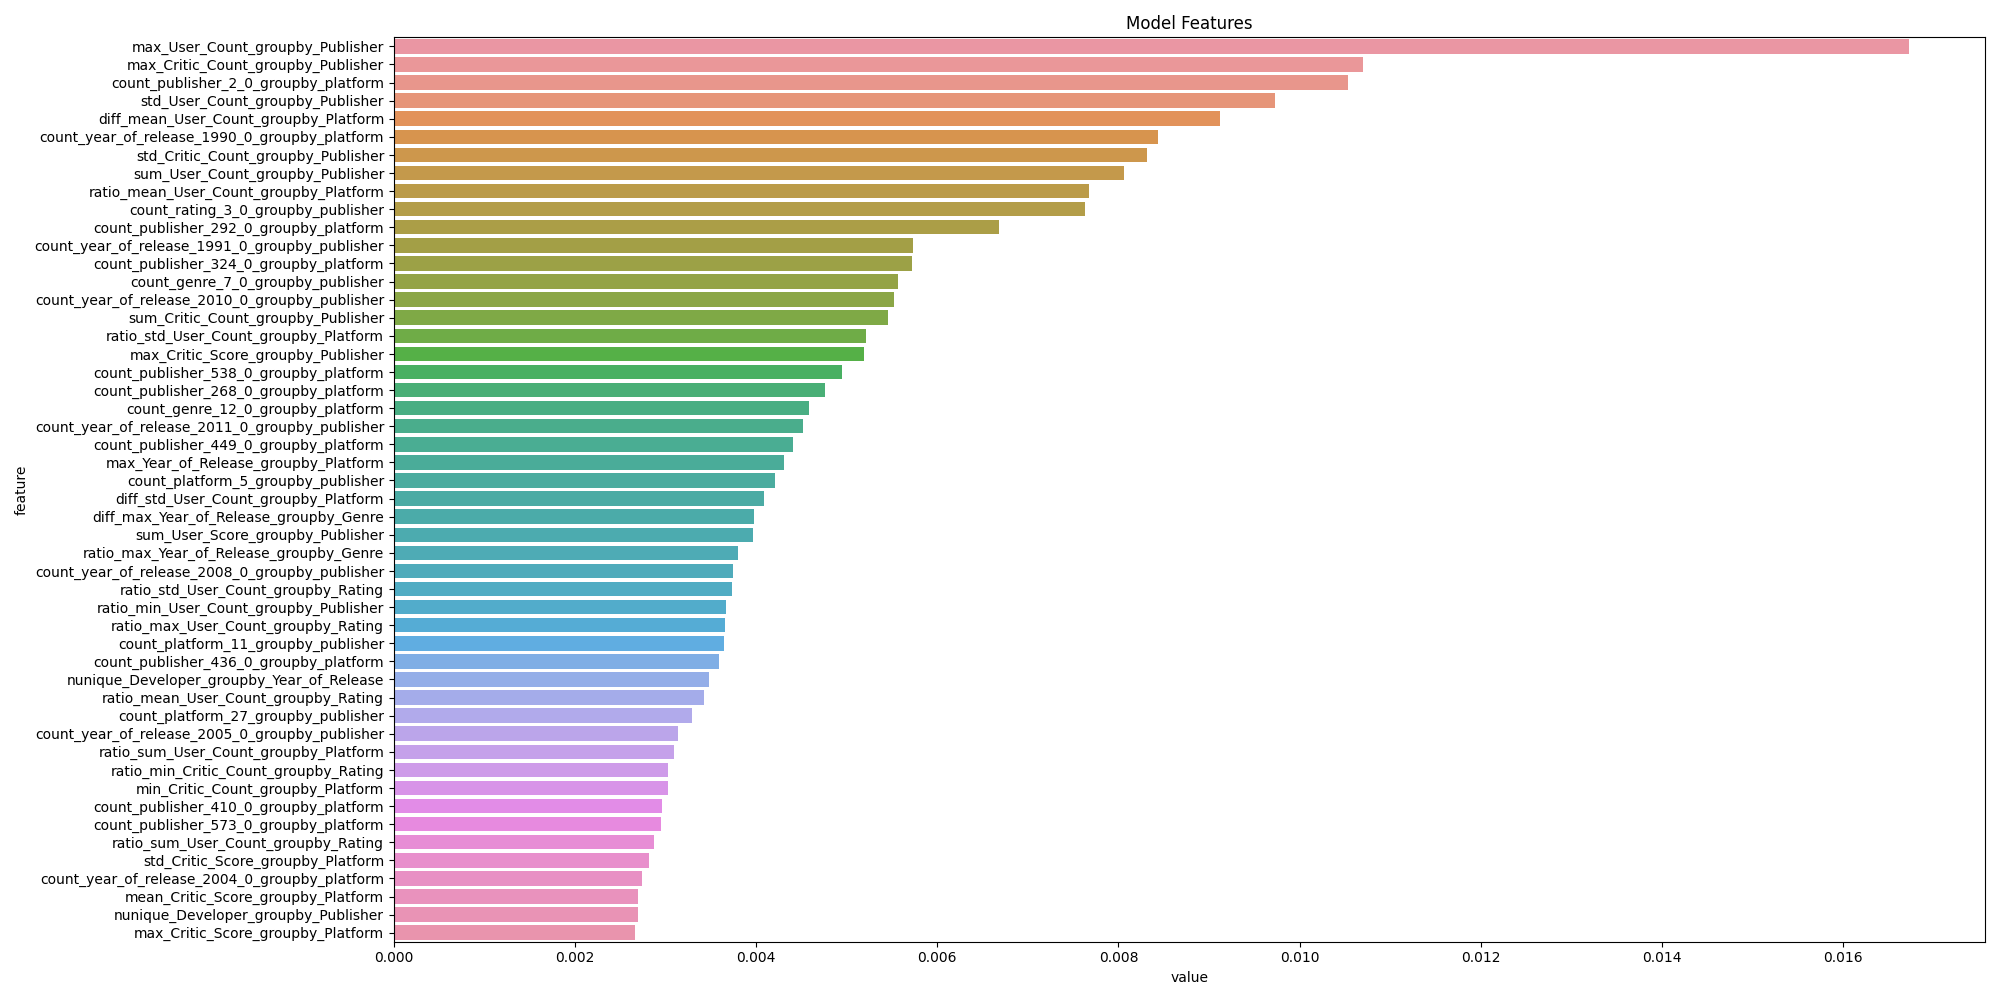 Model Features
max_User_Count_groupby_Publisher
max_Critic_Count_groupby_Publisher
count_publisher_2_0_groupby_platform
std_User_Count_groupby_Publisher
diff_mean_User_Count_groupby_Platform
count_year_of_release_1990_0_groupby_platform
std_Critic_Count_groupby_Publisher
sum_User_Count_groupby_Publisher
ratio_mean_User_Count_groupby_Platform
count_rating_3_0_groupby_publisher
count_publisher_292_0_groupby_platform
count_year_of_release_1991_0_groupby_publisher
count_publisher_324_0_groupby_platform
count_genre_7_0_groupby_publisher
count_year_of_release_2010_0_groupby_publisher
sum_Critic_Count_groupby_Publisher
ratio_std_User_Count_groupby_Platform
max_Critic_Score_groupby_Publisher
count_publisher_538_0_groupby_platform
count_publisher_268_0_groupby_platform
count_genre_12_0_groupby_platform
count_year_of_release_2011_0_groupby_publisher
count_publisher_449_0_groupby_platform
max_Year_of_Release_groupby_Platform
count_platform_5_groupby_publisher
diff_std_User_Count_groupby_Platform
diff_max_Year_of_Release_groupby_Genre
sum_User_Score_groupby_Publisher
ratio_max_Year_of_Release_groupby_Genre
count_year_of_release_2008_0_groupby_publisher
ratio_std_User_Count_groupby_Rating
ratio_min_User_Count_groupby_Publisher
ratio_max_User_Count_groupby_Rating
count_platform_11_groupby_publisher
count_publisher_436_0_groupby_platform
nunique_Developer_groupby_Year_of_Release
ratio_mean_User_Count_groupby_Rating
count_platform_27_groupby_publisher
count_year_of_release_2005_0_groupby_publisher
ratio_sum_User_Count_groupby_Platform
ratio_min_Critic_Count_groupby_Rating
min_Critic_Count_groupby_Platform
count_publisher_410_0_groupby_platform
count_publisher_573_0_groupby_platform
ratio_sum_User_Count_groupby_Rating
std_Critic_Score_groupby_Platform
count_year_of_release_2004_0_groupby_platform
mean_Critic_Score_groupby_Platform
nunique_Developer_groupby_Publisher
max_Critic_Score_groupby_Platform
feature
0.000 0.002 0.004 0.006 0.008 0.010 0.012 0.014 0.016
value